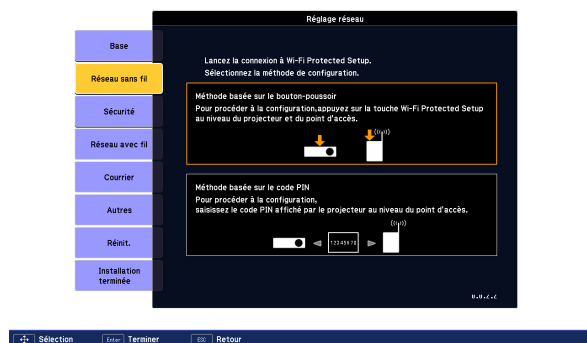 Réglage réseau
Base
Réseau sans fil
Sécurité
Réseau avec fil
Courrier
Autres
Réinit.
Installation
terminée
Lancez la connexion à Wi-Fi Protected Setup.
Sélectionnez la méthode de configuration.
Méthode basée sur le bouton-poussoir
Pour procéder à la configuration,appuyez sur la touche Wi-Fi Protected Setup
au niveau du projecteur et du point d'accès.
Méthode basée sur le code PIN
Pour procéder à la configuration,
saisissez le code PIN affiché par le projecteur au niveau du point d'accès.
12345678
Sélection
Enter Terminer
ESC Retour